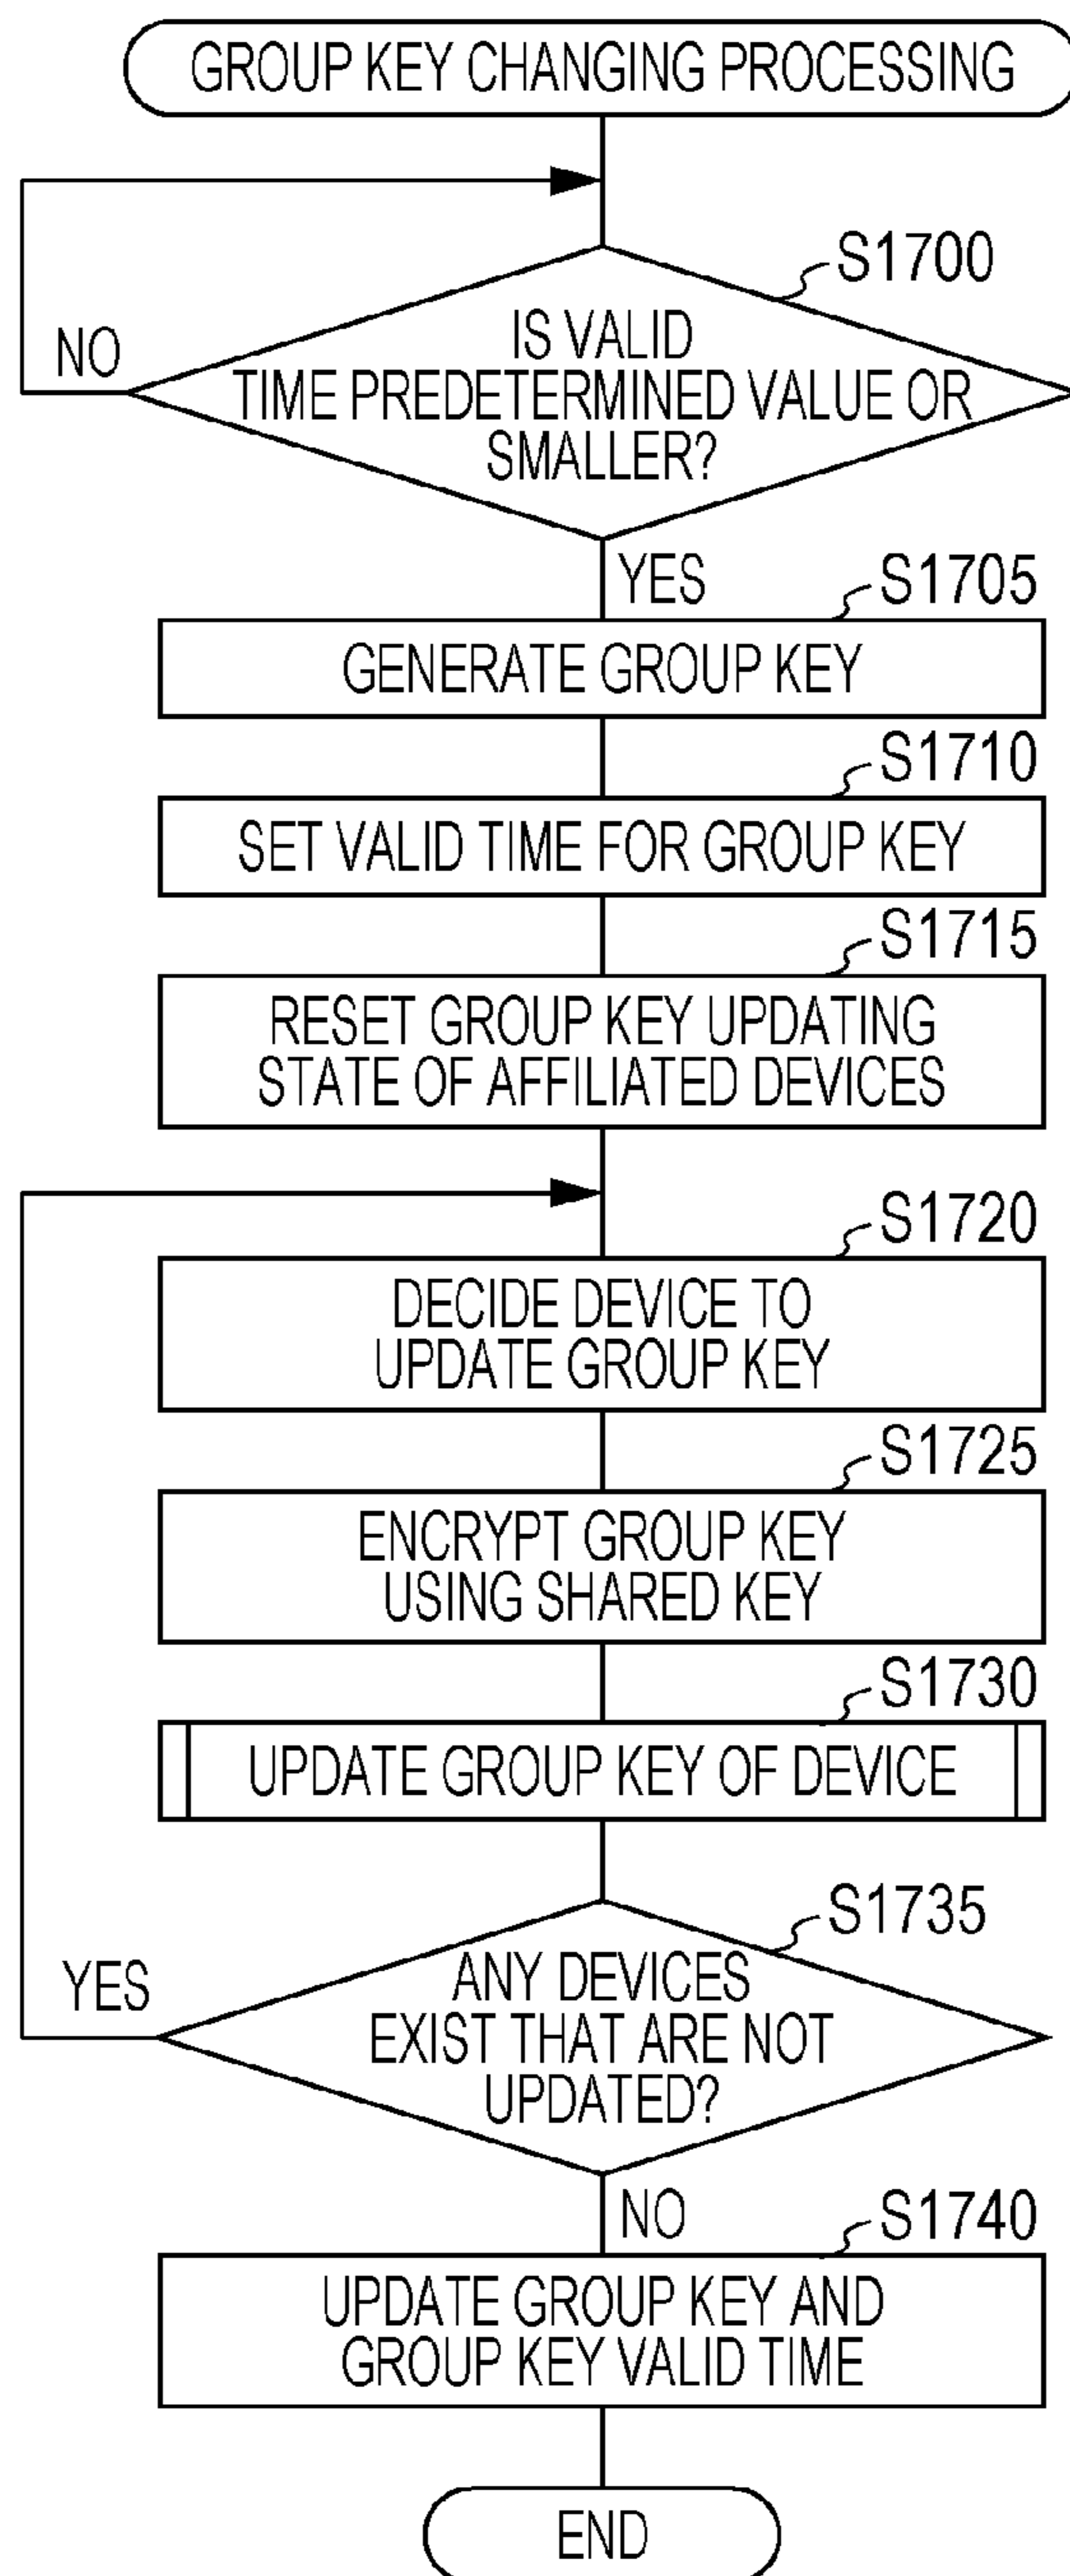 GROUP KEY CHANGING PROCESSING
S1700
IS VALID
TIME PREDETERMINED VALUE OR
SMALLER?
NO
YES
S1705
GENERATE GROUP KEY
S1710
SET VALID TIME FOR GROUP KEY
S1715
RESET GROUP KEY UPDATING
STATE OF AFFILIATED DEVICES
S1720
DECIDE DEVICE TO
UPDATE GROUP KEY
S1725
ENCRYPT GROUP KEY
USING SHARED KEY
S1730
UPDATE GROUP KEY OF DEVICE
S1735
ANY DEVICES
EXIST THAT ARE NOT
UPDATED?
YES
NO
S1740
UPDATE GROUP KEY AND
GROUP KEY VALID TIME
END